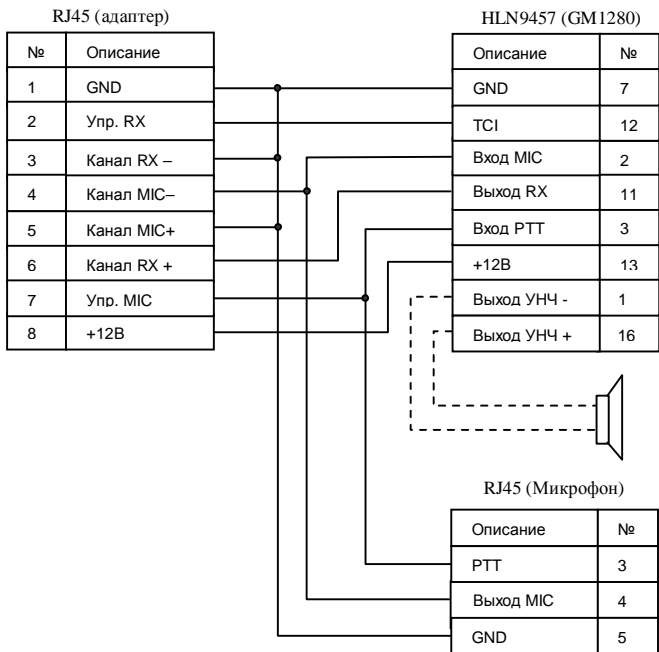 RJ45 (адаптер)
№ Описание
1 GND
2 Упр. RX
3 Канал RX –
4 Канал MIC–
5 Канал MIC+
6 Канал RX +
7 Упр. MIC
8 +12В
HLN9457 (GM1280)
Описание №
GND 7
TCI 12
Вход MIC 2
Выход RX 11
Вход PTT 3
+12В 13
Выход УНЧ - 1
Выход УНЧ + 16
RJ45 (Микрофон)
Описание №
PTT 3
Выход MIC 4
GND 5